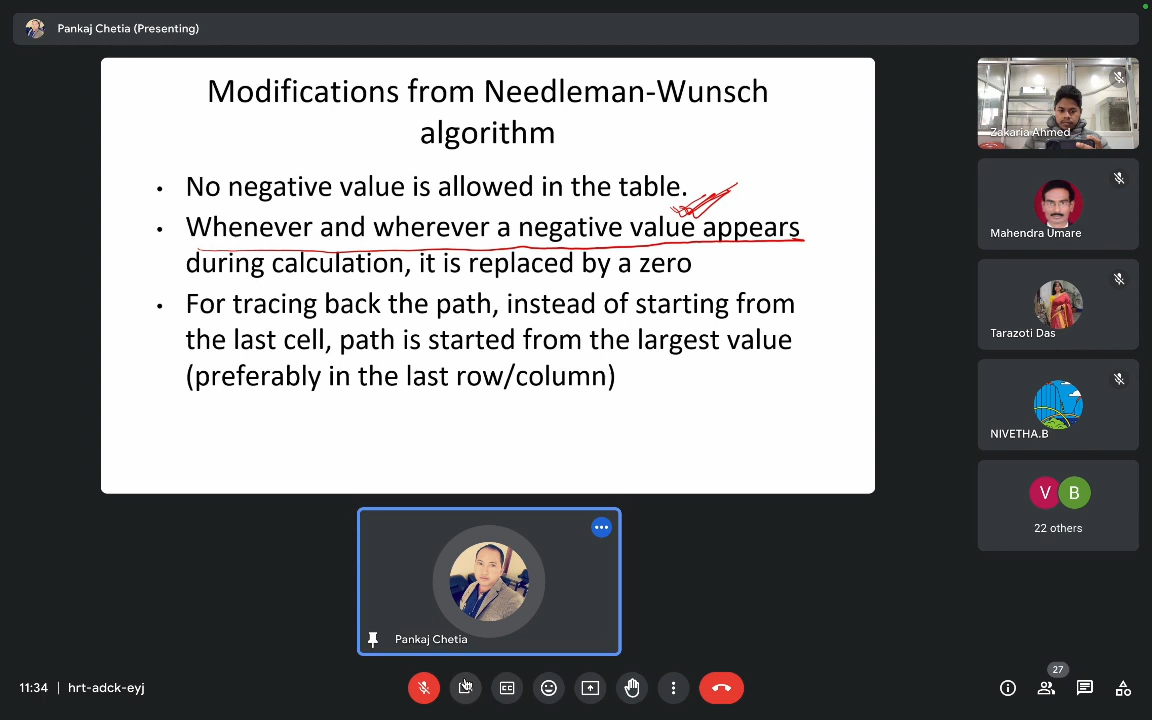 Pankaj Chetia (Presenting)
Modifications from Needleman-Wunsch
algorithm
• No negative value is allowed in the table.
• Whenever and wherever a negative value appears
during calculation, it is replaced by a zero
• For tracing back the path, instead of starting from
the last cell, path is started from the largest value
(preferably in the last row/column)
Zakaria Ahmed
Mahendra Umare
Tarazoti Das
NIVETHA.B
V B
22 others
Pankaj Chetia
11:34 | hrt-adck-eyj
CC
27